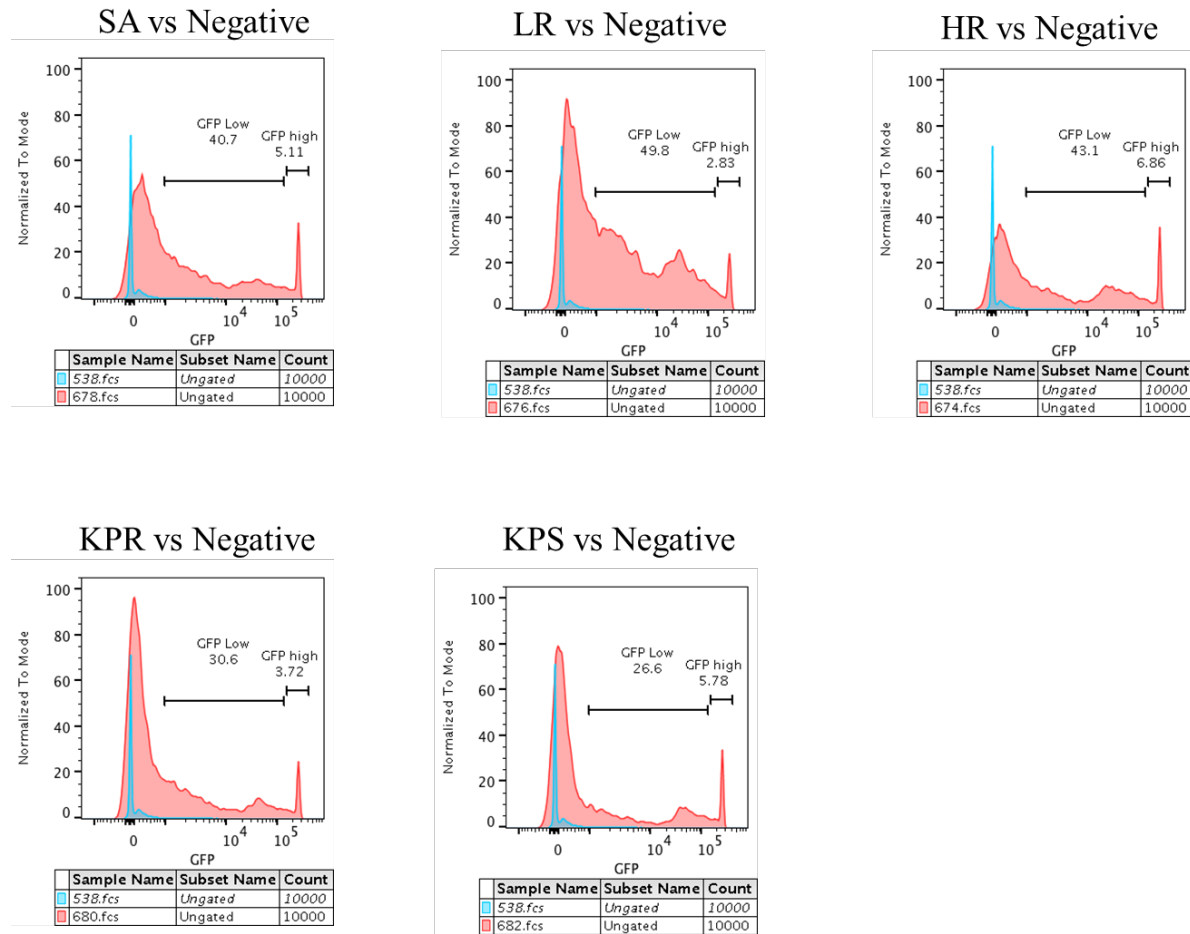 SA vs Negative
LR vs Negative
HR vs Negative
100
80
60
40
20
0
Normalized To Mode
GFP Low
40.7
GFP high
5.11
0
10^4
10^5
GFP
Sample Name Subset Name Count
538.fcs Ungated 10000
678.fcs Ungated 10000
100
80
60
40
20
0
Normalized To Mode
GFP Low
49.8
GFP high
2.83
0
10^4
10^5
GFP
Sample Name Subset Name Count
538.fcs Ungated 10000
676.fcs Ungated 10000
100
80
60
40
20
0
Normalized To Mode
GFP Low
43.1
GFP high
6.86
0
10^4
10^5
GFP
Sample Name Subset Name Count
538.fcs Ungated 10000
674.fcs Ungated 10000
KPR vs Negative
KPS vs Negative
100
80
60
40
20
0
Normalized To Mode
GFP Low
30.6
GFP high
3.72
0
10^4
10^5
GFP
Sample Name Subset Name Count
538.fcs Ungated 10000
680.fcs Ungated 10000
100
80
60
40
20
0
Normalized To Mode
GFP Low
26.6
GFP high
5.78
0
10^4
10^5
GFP
Sample Name Subset Name Count
538.fcs Ungated 10000
682.fcs Ungated 10000